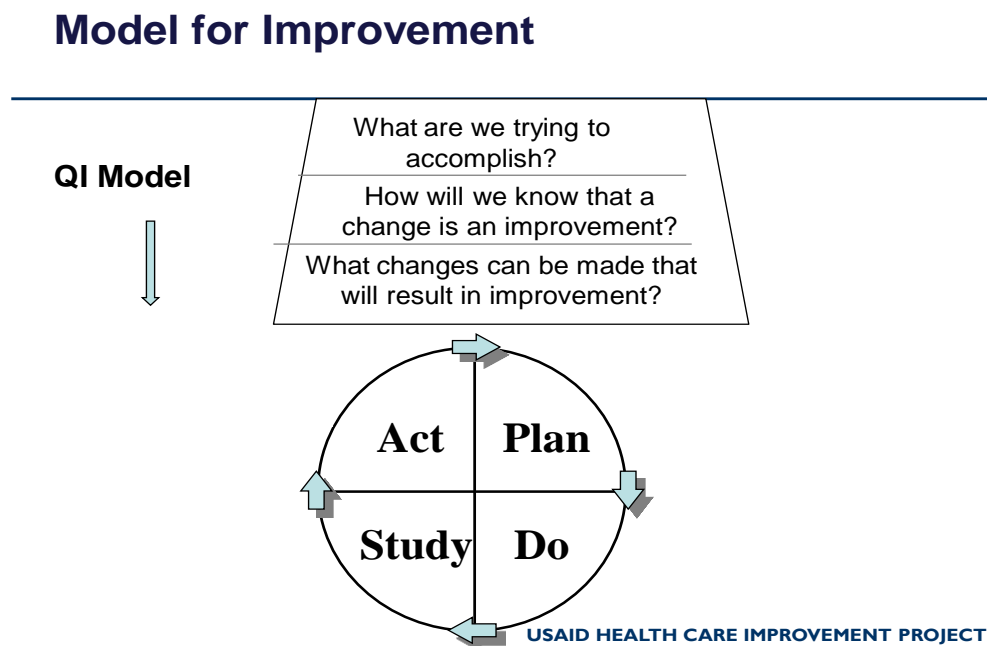 Model for Improvement
QI Model
What are we trying to
accomplish?
How will we know that a
change is an improvement?
What changes can be made that
will result in improvement?
Act
Plan
Study
Do
USAID HEALTH CARE IMPROVEMENT PROJECT